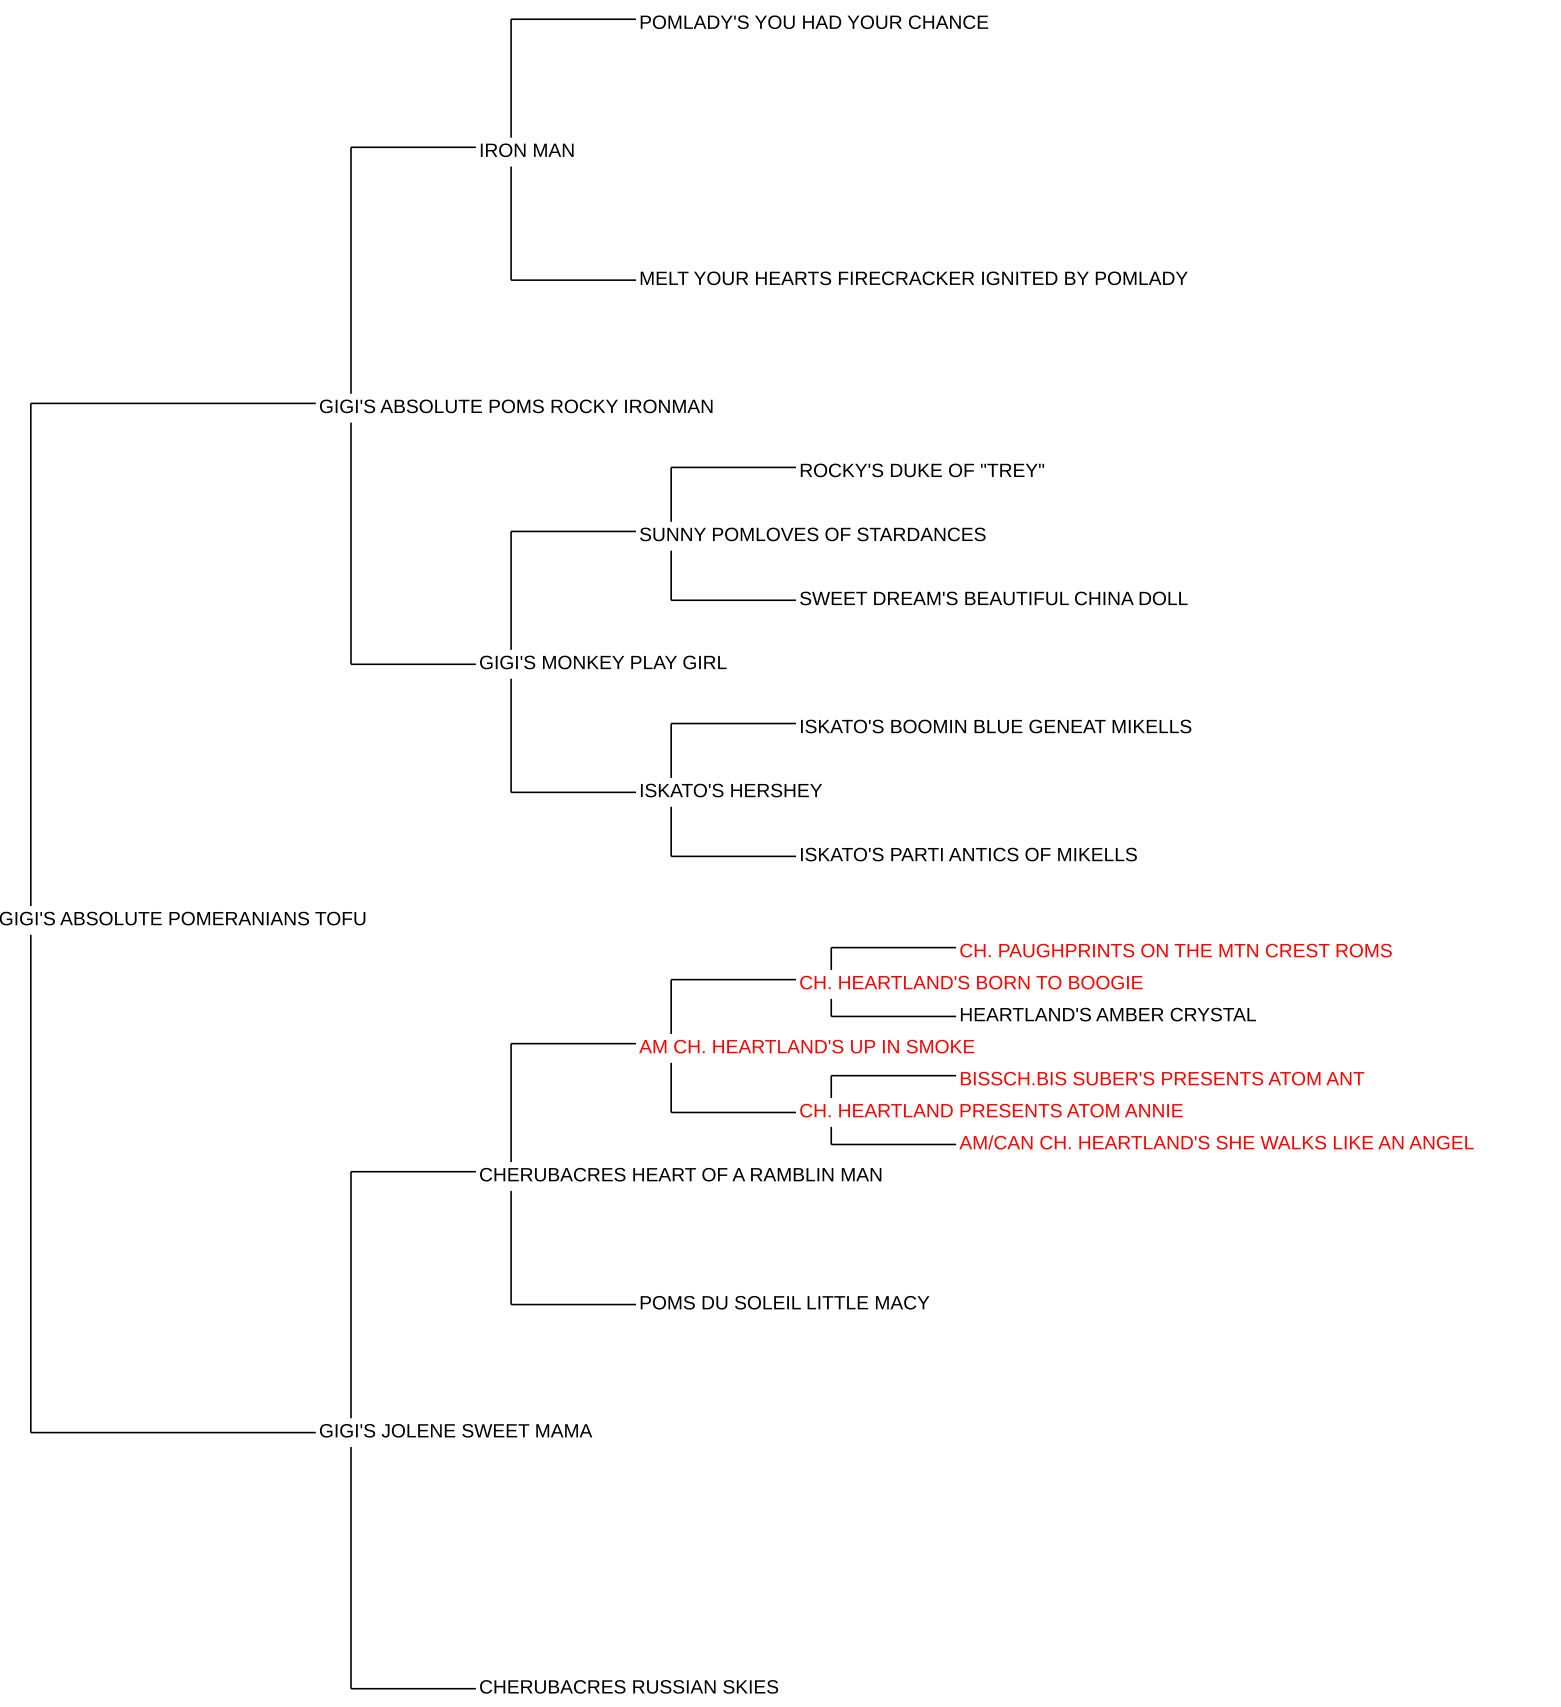 POMLADY'S YOU HAD YOUR CHANCE
IRON MAN
MELT YOUR HEARTS FIRECRACKER IGNITED BY POMLADY
GIGI'S ABSOLUTE POMS ROCKY IRONMAN
ROCKY'S DUKE OF "TREY"
SUNNY POMLOVES OF STARDANCES
SWEET DREAM'S BEAUTIFUL CHINA DOLL
GIGI'S MONKEY PLAY GIRL
ISKATO'S BOOMIN BLUE GENEAT MIKELLS
ISKATO'S HERSHEY
ISKATO'S PARTI ANTICS OF MIKELLS
GIGI'S ABSOLUTE POMERANIANS TOFU
CH. PAUGHPRINTS ON THE MTN CREST ROMS
CH. HEARTLAND'S BORN TO BOOGIE
HEARTLAND'S AMBER CRYSTAL
AM CH. HEARTLAND'S UP IN SMOKE
BISSCH.BIS SUBER'S PRESENTS ATOM ANT
CH. HEARTLAND PRESENTS ATOM ANNIE
AM/CAN CH. HEARTLAND'S SHE WALKS LIKE AN ANGEL
CHERUBACRES HEART OF A RAMBLIN MAN
POMS DU SOLEIL LITTLE MACY
GIGI'S JOLENE SWEET MAMA
CHERUBACRES RUSSIAN SKIES